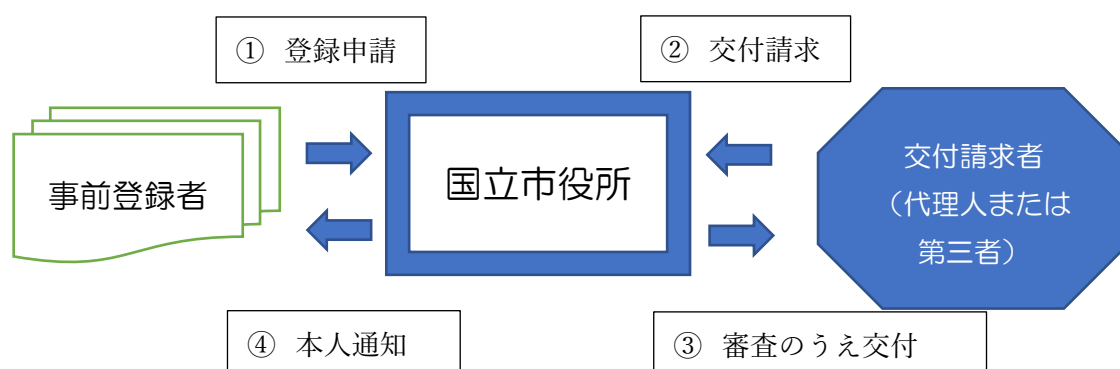 ① 登録申請
② 交付請求
事前登録者
国立市役所
交付請求者
（代理人または
第三者）
④ 本人通知
③ 審査のうえ交付